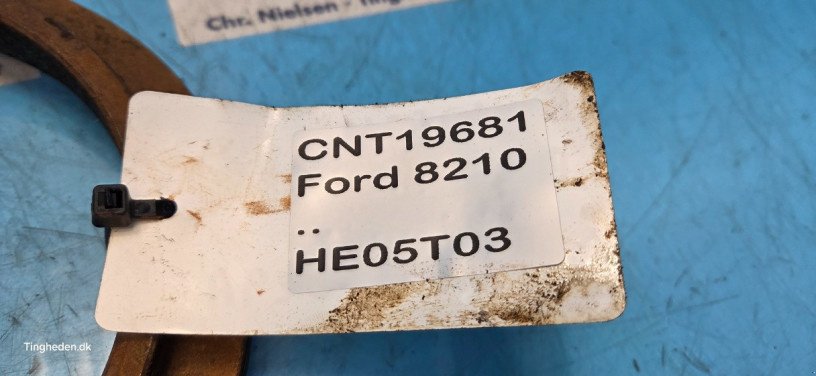 Chr. Nielsen - Ting
CNT19681
Ford 8210
..
HE05T03
Tingheden.dk